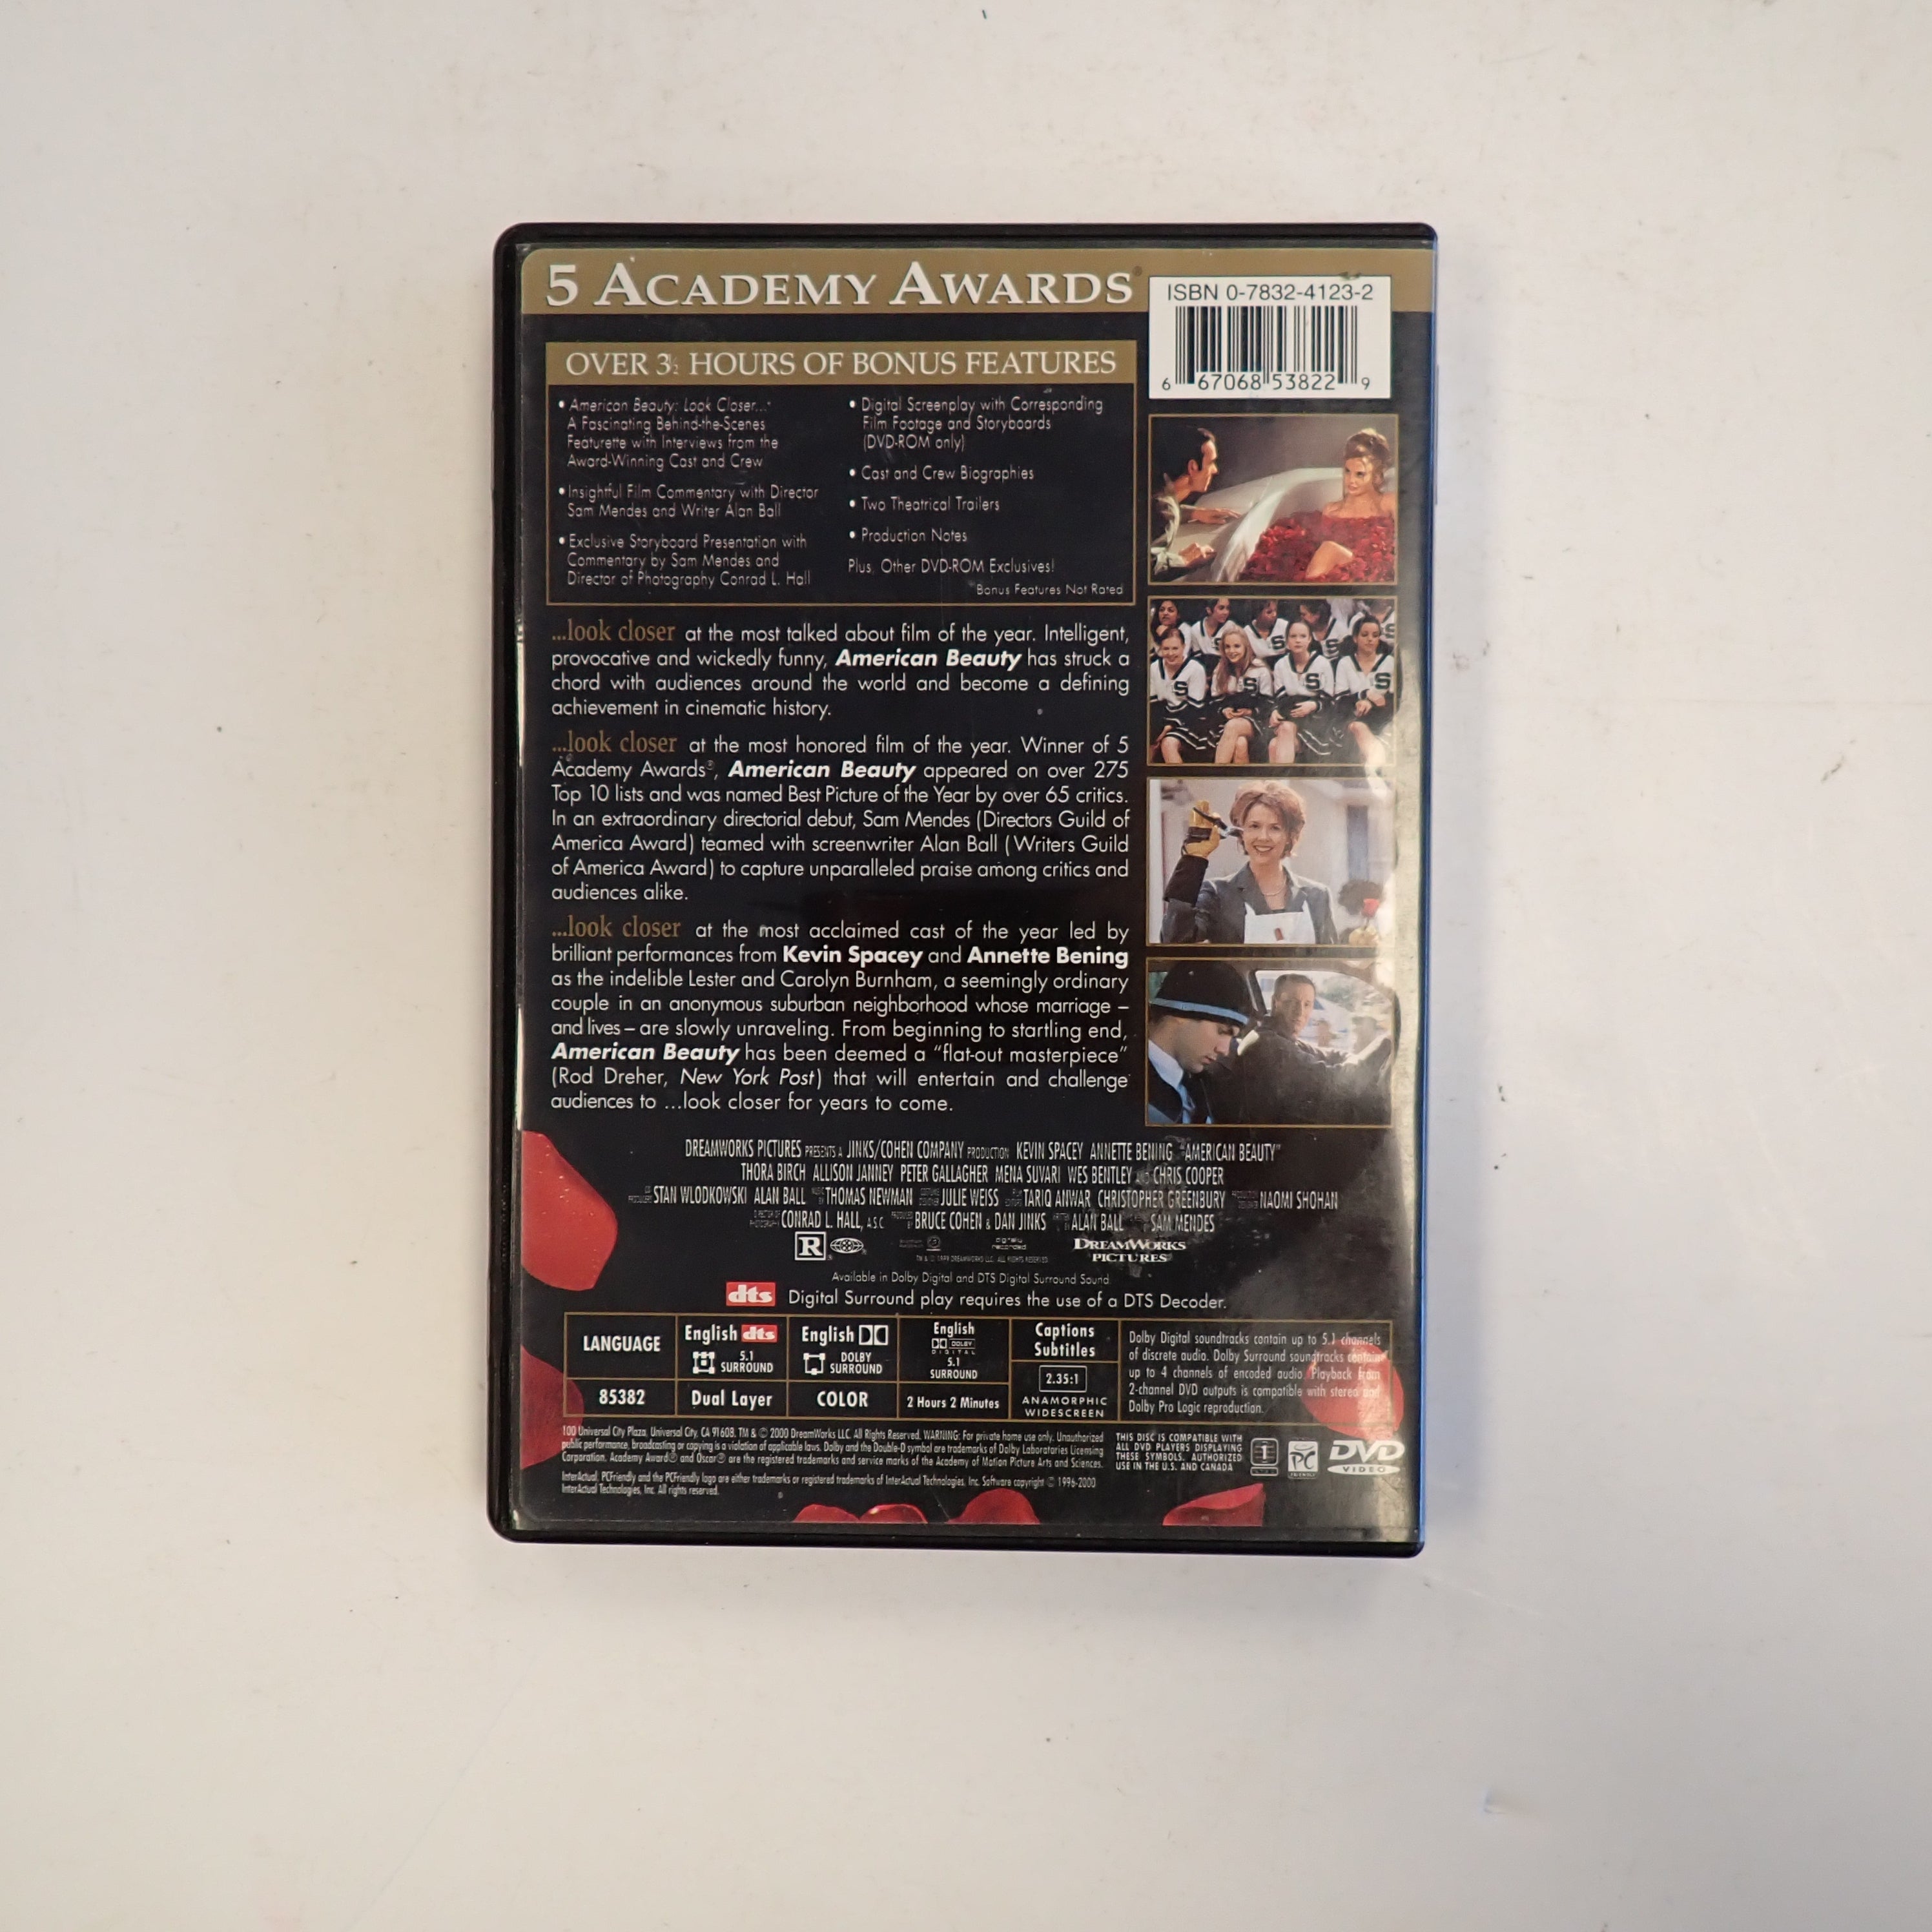 5 ACADEMY AWARDS®
ISBN 0-7832-4123-2
6 67068 53822 9
OVER 3½ HOURS OF BONUS FEATURES
• American Beauty: Look Closer...*
A Fascinating Behind-the-Scenes
Featurette with Interviews from the
Award-Winning Cast and Crew
• Insightful Film Commentary with Director
Sam Mendes and Writer Alan Ball
• Exclusive Storyboard Presentation with
Commentary by Sam Mendes and
Director of Photography Conrad L. Hall
• Digital Screenplay with Corresponding
Film Footage and Storyboards
(DVD-ROM only)
• Cast and Crew Biographies
• Two Theatrical Trailers
• Production Notes
Plus, Other DVD-ROM Exclusives!
*Bonus Features Not Rated
...look closer at the most talked about film of the year. Intelligent,
provocative and wickedly funny, American Beauty has struck a
chord with audiences around the world and become a defining
achievement in cinematic history.
...look closer at the most honored film of the year. Winner of 5
Academy Awards®, American Beauty appeared on over 275
Top 10 lists and was named Best Picture of the Year by over 65 critics.
In an extraordinary directorial debut, Sam Mendes (Directors Guild of
America Award) teamed with screenwriter Alan Ball (Writers Guild
of America Award) to capture unparalleled praise among critics and
audiences alike.
...look closer at the most acclaimed cast of the year led by
brilliant performances from Kevin Spacey and Annette Bening
as the indelible Lester and Carolyn Burnham, a seemingly ordinary
couple in an anonymous suburban neighborhood whose marriage –
and lives – are slowly unraveling. From beginning to startling end,
American Beauty has been deemed a "flat-out masterpiece"
(Rod Dreher, New York Post) that will entertain and challenge
audiences to ...look closer for years to come.
S S S S
DREAMWORKS PICTURES PRESENTS A JINKS/COHEN COMPANY PRODUCTION KEVIN SPACEY ANNETTE BENING "AMERICAN BEAUTY"
THORA BIRCH ALLISON JANNEY PETER GALLAGHER MENA SUVARI WES BENTLEY AND CHRIS COOPER
STAN WLODKOWSKI ALAN BALL THOMAS NEWMAN JULIE WEISS TARIQ ANWAR CHRISTOPHER GREENBURY NAOMI SHOHAN
CONRAD L. HALL, A.S.C. BRUCE COHEN & DAN JINKS ALAN BALL SAM MENDES
R
digitally recorded
TM & © 1999 DREAMWORKS LLC. ALL RIGHTS RESERVED
DREAMWORKS
PICTURES
Available in Dolby Digital and DTS Digital Surround Sound.
dts Digital Surround play requires the use of a DTS Decoder.
LANGUAGE
English dts
5.1
SURROUND
English
DOLBY
SURROUND
English
DOLBY
DIGITAL
5.1
SURROUND
Captions
Subtitles
85382
Dual Layer
COLOR
2 Hours 2 Minutes
2.35:1
ANAMORPHIC
WIDESCREEN
Dolby Digital soundtracks contain up to 5.1 channels
of discrete audio. Dolby Surround soundtracks contain
up to 4 channels of encoded audio. Playback from
2-channel DVD outputs is compatible with stereo and
Dolby Pro Logic reproduction.
100 Universal City Plaza, Universal City, CA 91608. TM & © 2000 DreamWorks LLC. All Rights Reserved. WARNING: For private home use only. Unauthorized
public performance, broadcasting or copying is a violation of applicable laws. Dolby and the Double-D symbol are trademarks of Dolby Laboratories Licensing
Corporation. Academy Award® and Oscar® are the registered trademarks and service marks of the Academy of Motion Picture Arts and Sciences.
InterActual, PCFriendly and the PCFriendly logo are either trademarks or registered trademarks of InterActual Technologies, Inc. Software copyright © 1996-2000
InterActual Technologies, Inc. All rights reserved.
THIS DISC IS COMPATIBLE WITH
ALL DVD PLAYERS DISPLAYING
THESE SYMBOLS. AUTHORIZED
USE IN THE U.S. AND CANADA
1
PC
DVD
VIDEO